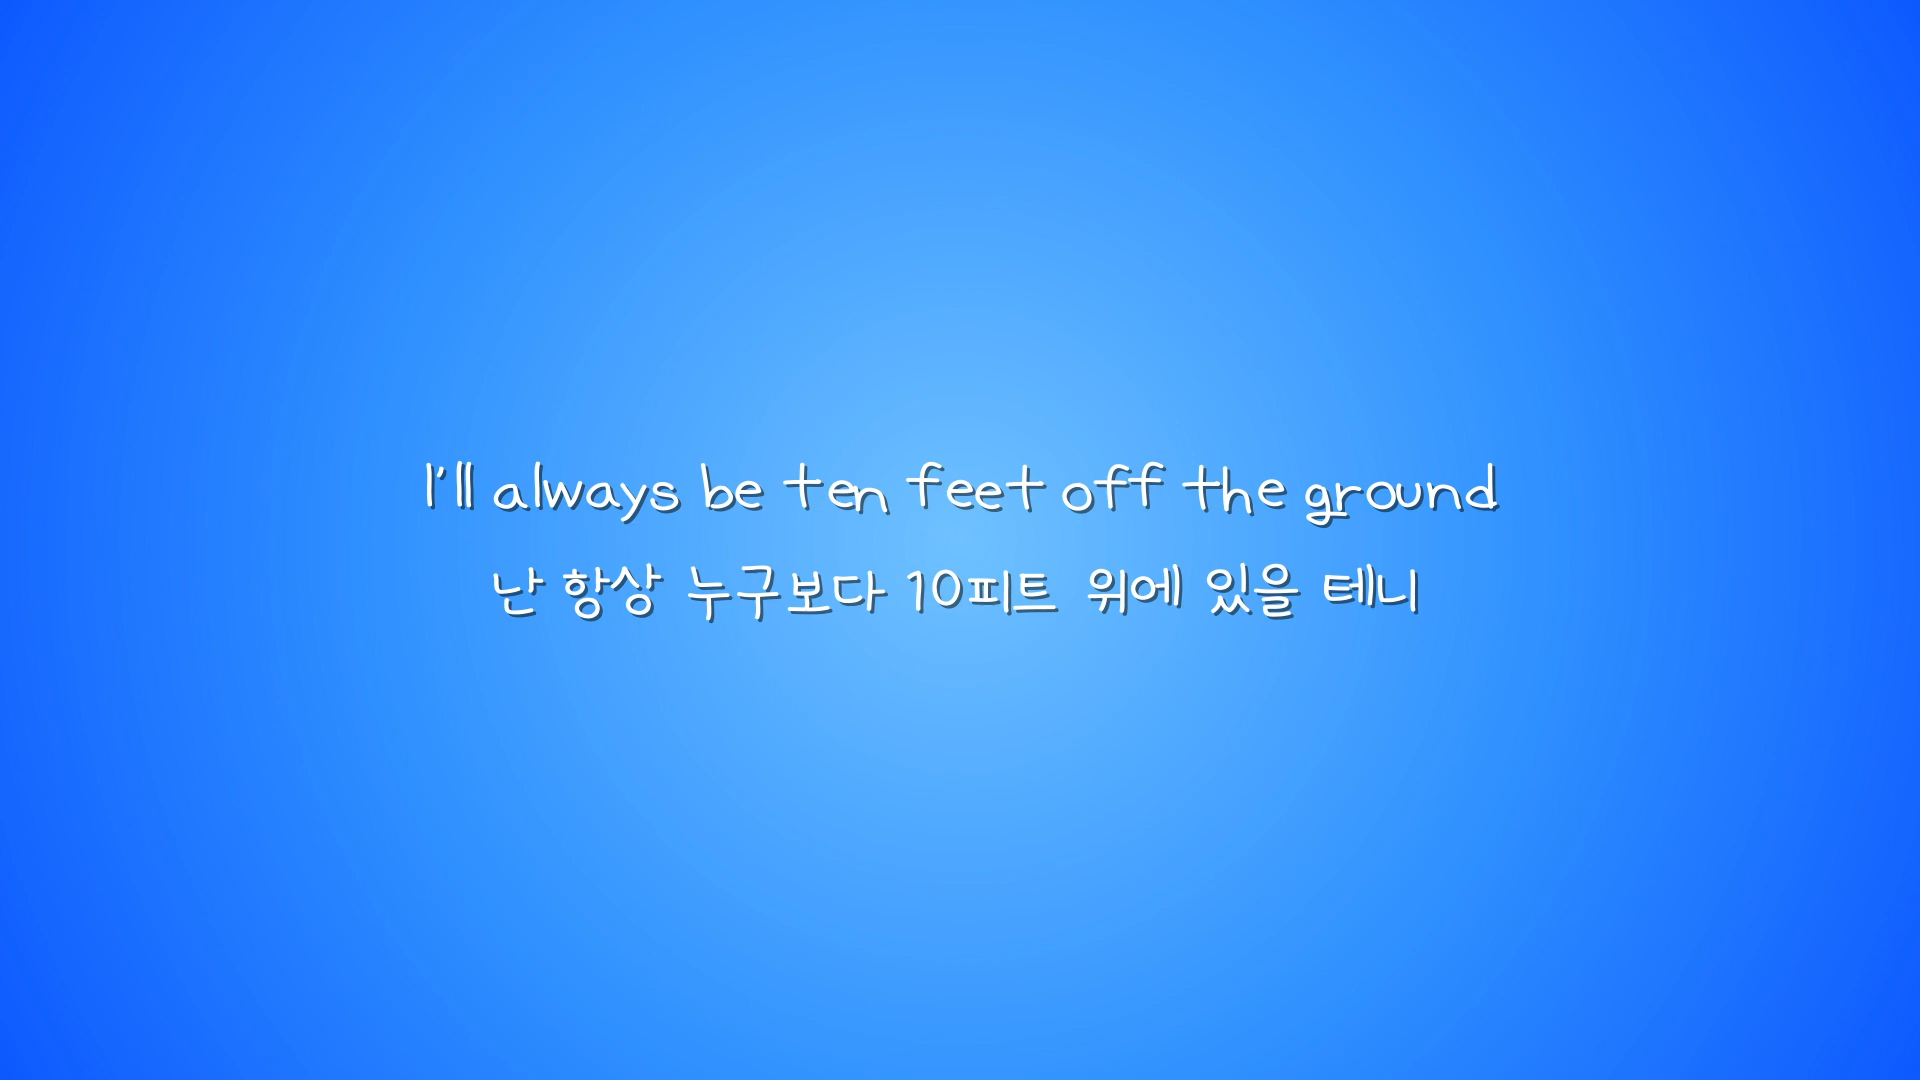 I'll always be ten feet off the ground
난 항상 누구보다 10피트 위에 있을 테니